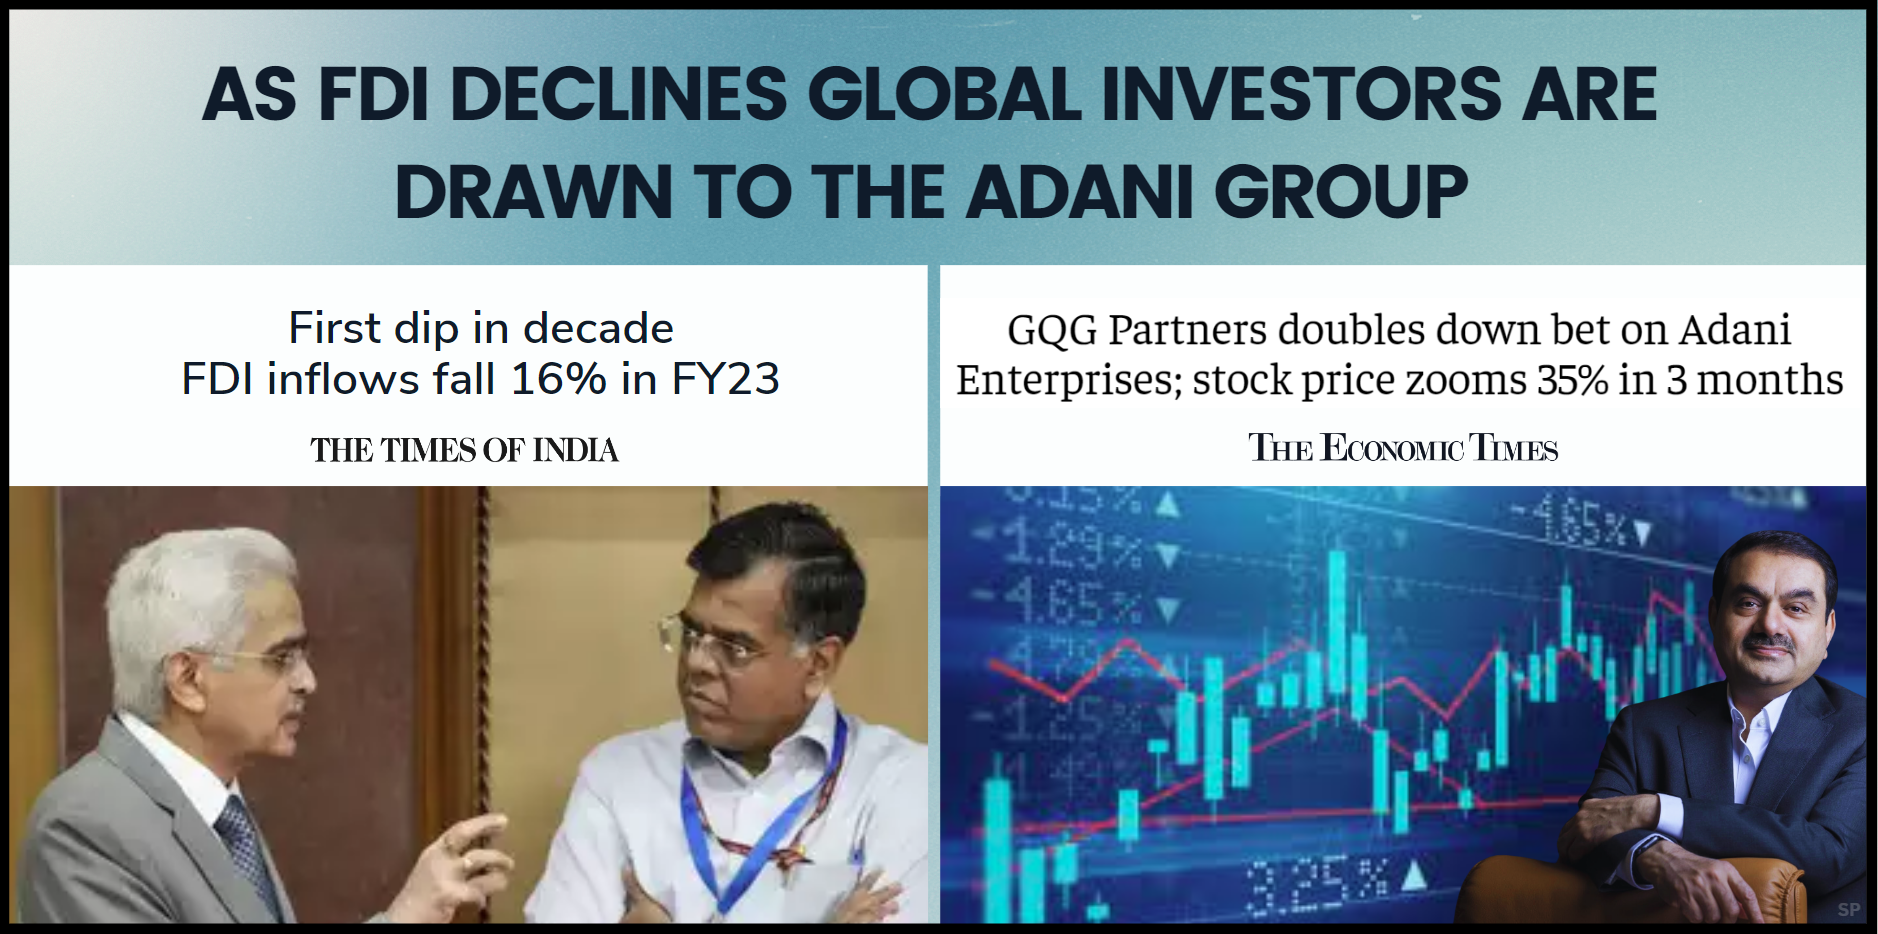 AS FDI DECLINES GLOBAL INVESTORS ARE
DRAWN TO THE ADANI GROUP
First dip in decade
FDI inflows fall 16% in FY23
THE TIMES OF INDIA
GQG Partners doubles down bet on Adani
Enterprises; stock price zooms 35% in 3 months
THE ECONOMIC TIMES
-1.29%
-4.65%
-1.25%
3.25%
SP